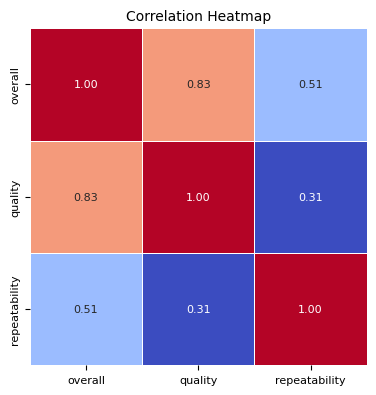 Correlation Heatmap
overall
1.00
0.83
0.51
quality
0.83
1.00
0.31
repeatability
0.51
0.31
1.00
overall
quality
repeatability